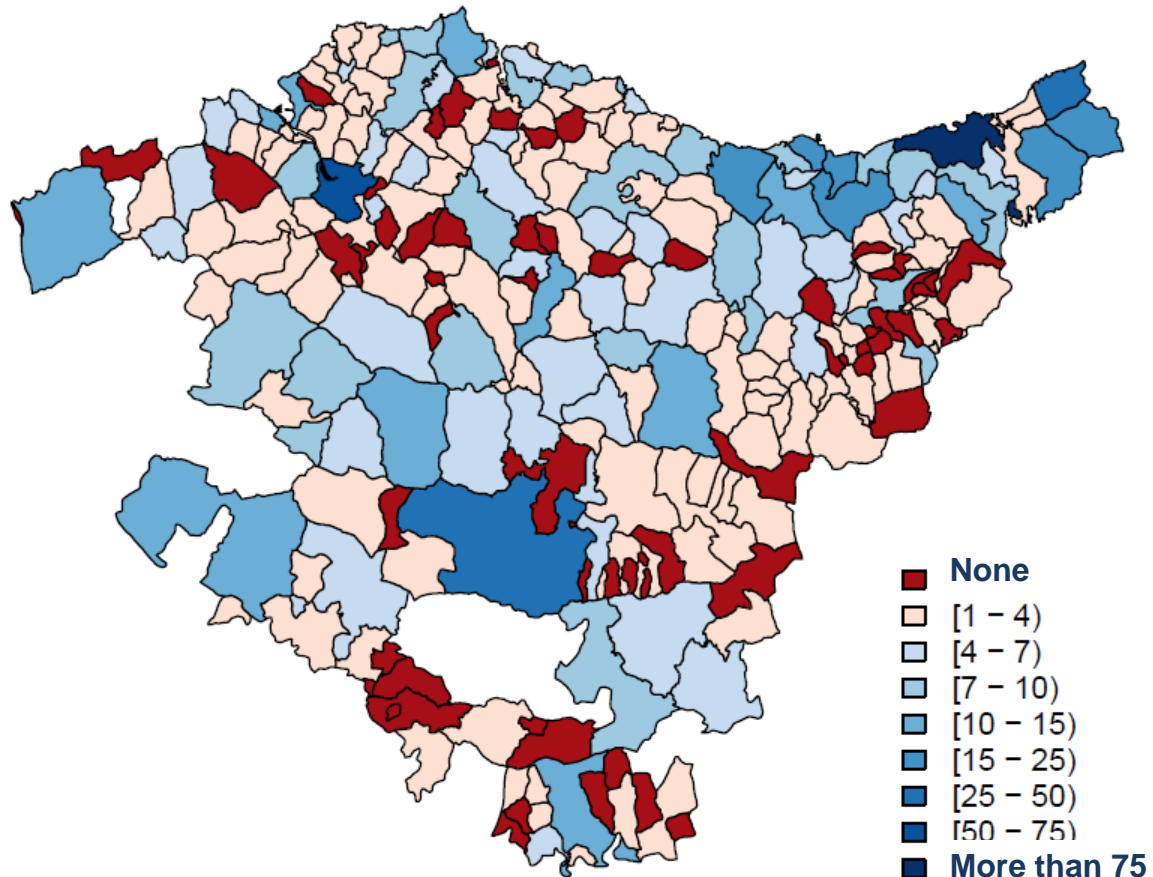 None
[1 − 4)
[4 − 7)
[7 − 10)
[10 − 15)
[15 − 25)
[25 − 50)
[50 − 75)
More than 75